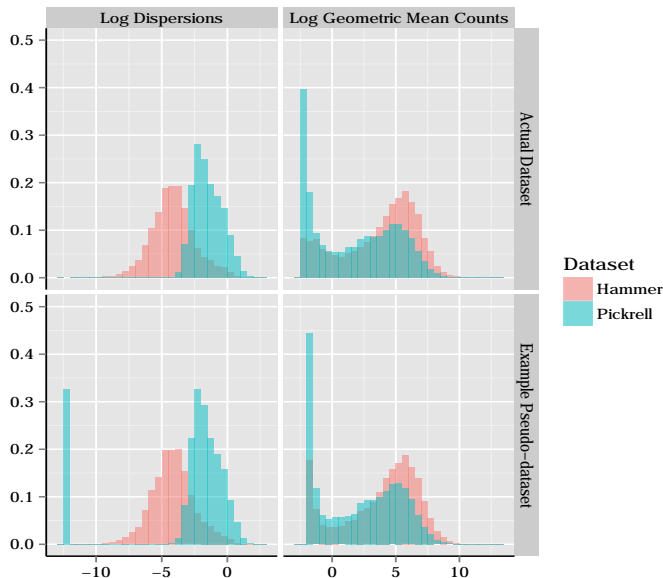 Log Dispersions
Log Geometric Mean Counts
0.5
0.4
0.3
0.2
0.1
0.0
Actual Dataset
0.5
0.4
0.3
0.2
0.1
0.0
Example Pseudo-dataset
−10
−5
0
0
5
10
Dataset
Hammer
Pickrell